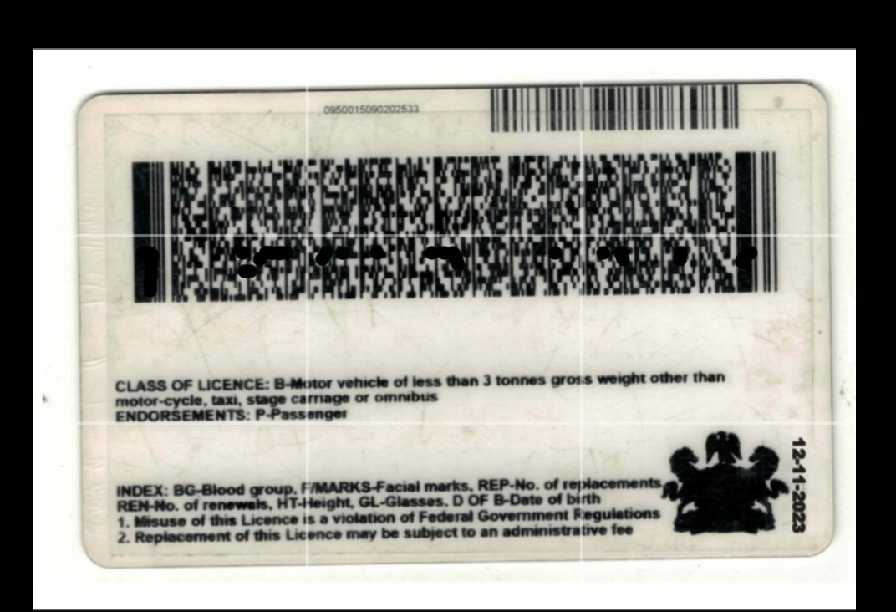 0950015090202533
CLASS OF LICENCE: B-Motor vehicle of less than 3 tonnes gross weight other than
motor-cycle, taxi, stage carriage or omnibus
ENDORSEMENTS: P-Passenger
INDEX: BG-Blood group, F/MARKS-Facial marks, REP-No. of replacements,
REN-No. of renewals, HT-Height, GL-Glasses, D OF B-Date of birth
1. Misuse of this Licence is a violation of Federal Government Regulations
2. Replacement of this Licence may be subject to an administrative fee
12-11-2023